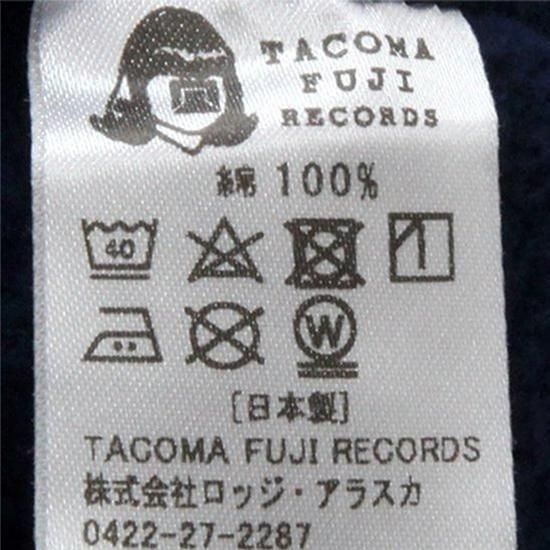 TACOMA
FUJI
RECORDS
綿 100%
40
W
[日本製]
TACOMA FUJI RECORDS
株式会社ロッジ・アラスカ
0422-27-2287